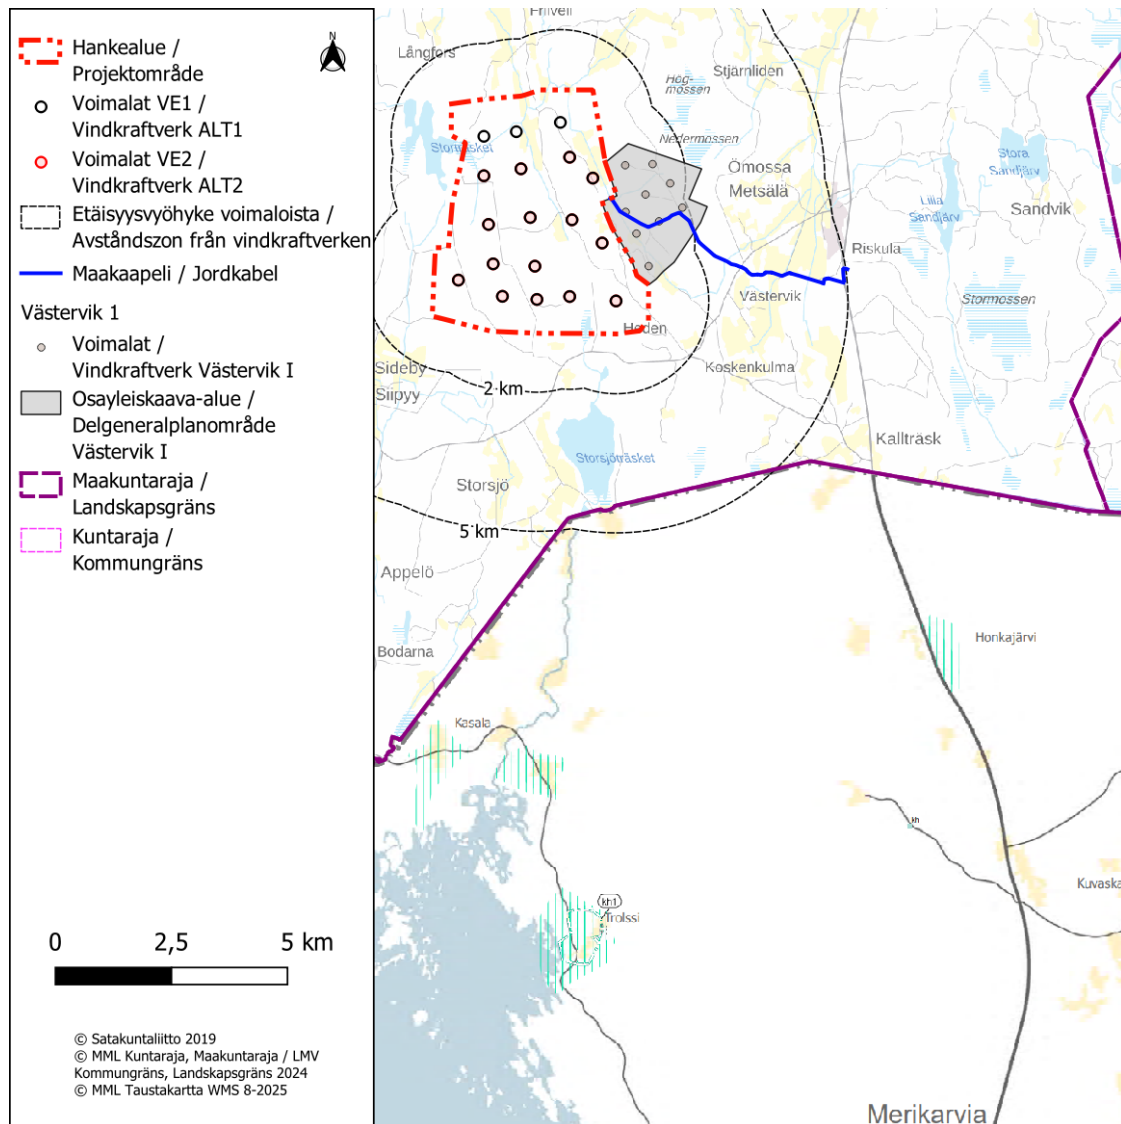 Hankealue /
Projektområde
Voimalat VE1 /
Vindkraftverk ALT1
Voimalat VE2 /
Vindkraftverk ALT2
Etäisyysvyöhyke voimaloista /
Avståndszon från vindkraftverken
Maakaapeli / Jordkabel
Västervik 1
Voimalat /
Vindkraftverk Västervik I
Osayleiskaava-alue /
Delgeneralplanområde
Västervik I
Maakuntaraja /
Landskapsgräns
Kuntaraja /
Kommungräns
N
0 2,5 5 km
© Satakuntaliitto 2019
© MML Kuntaraja, Maakuntaraja / LMV
Kommungräns, Landskapsgräns 2024
© MML Taustakartta WMS 8-2025
Långfors
Stjärnliden
Hög-
mossen
Nedermossen
Ömossa
Metsälä
Stora
Sandjärv
Lilla
Sandjärv
Sandvik
Riskula
Västervik
Stormossen
Heden
Sideby
Siipyy
2 km
Koskenkulma
Kallträsk
Storsjöträsket
Storsjö
5 km
Appelö
Bodarna
Honkajärvi
Kasala
kh
Kuvaska
kh1
Trolssi
Merikarvia